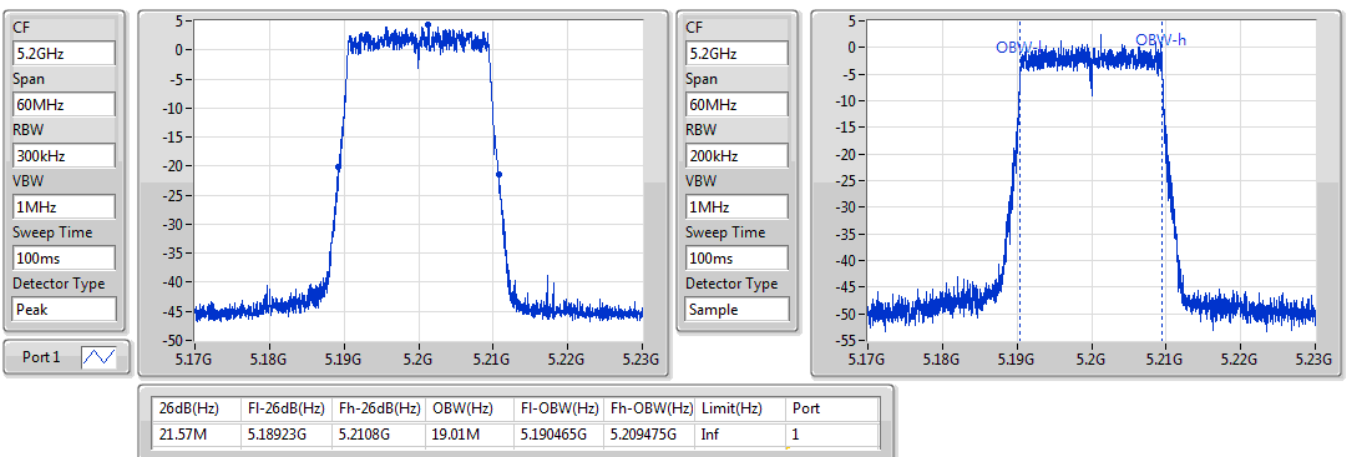 CF
5.2GHz
Span
60MHz
RBW
300kHz
VBW
1MHz
Sweep Time
100ms
Detector Type
Peak
Port 1
5
0
-5
-10
-15
-20
-25
-30
-35
-40
-45
-50
5.17G 5.18G 5.19G 5.2G 5.21G 5.22G 5.23G
CF
5.2GHz
Span
60MHz
RBW
200kHz
VBW
1MHz
Sweep Time
100ms
Detector Type
Sample
5
0
-5
-10
-15
-20
-25
-30
-35
-40
-45
-50
-55
OBW- OBW-h
5.17G 5.18G 5.19G 5.2G 5.21G 5.22G 5.23G
26dB(Hz) Fl-26dB(Hz) Fh-26dB(Hz) OBW(Hz) Fl-OBW(Hz) Fh-OBW(Hz) Limit(Hz) Port
21.57M 5.18923G 5.2108G 19.01M 5.190465G 5.209475G Inf 1